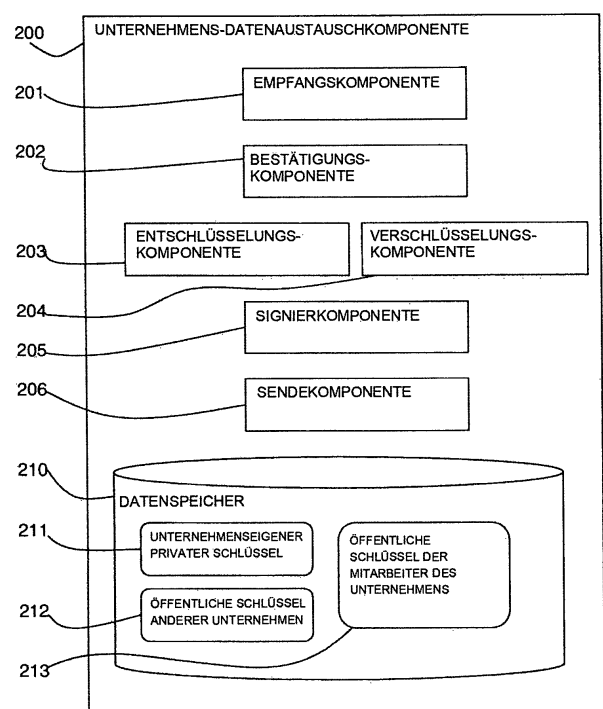 200
UNTERNEHMENS-DATENAUSTAUSCHKOMPONENTE
201
EMPFANGSKOMPONENTE
202
BESTÄTIGUNGS-
KOMPONENTE
203
ENTSCHLÜSSELUNGS-
KOMPONENTE
VERSCHLÜSSELUNGS-
KOMPONENTE
204
205
SIGNIERKOMPONENTE
206
SENDEKOMPONENTE
210
DATENSPEICHER
211
UNTERNEHMENSEIGENER
PRIVATER SCHLÜSSEL
212
ÖFFENTLICHE SCHLÜSSEL
ANDERER UNTERNEHMEN
ÖFFENTLICHE
SCHLÜSSEL DER
MITARBEITER DES
UNTERNEHMENS
213